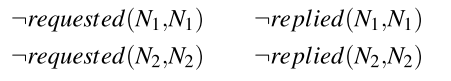 ¬requested(N₁,N₁) ¬replied(N₁,N₁)
¬requested(N₂,N₂) ¬replied(N₂,N₂)